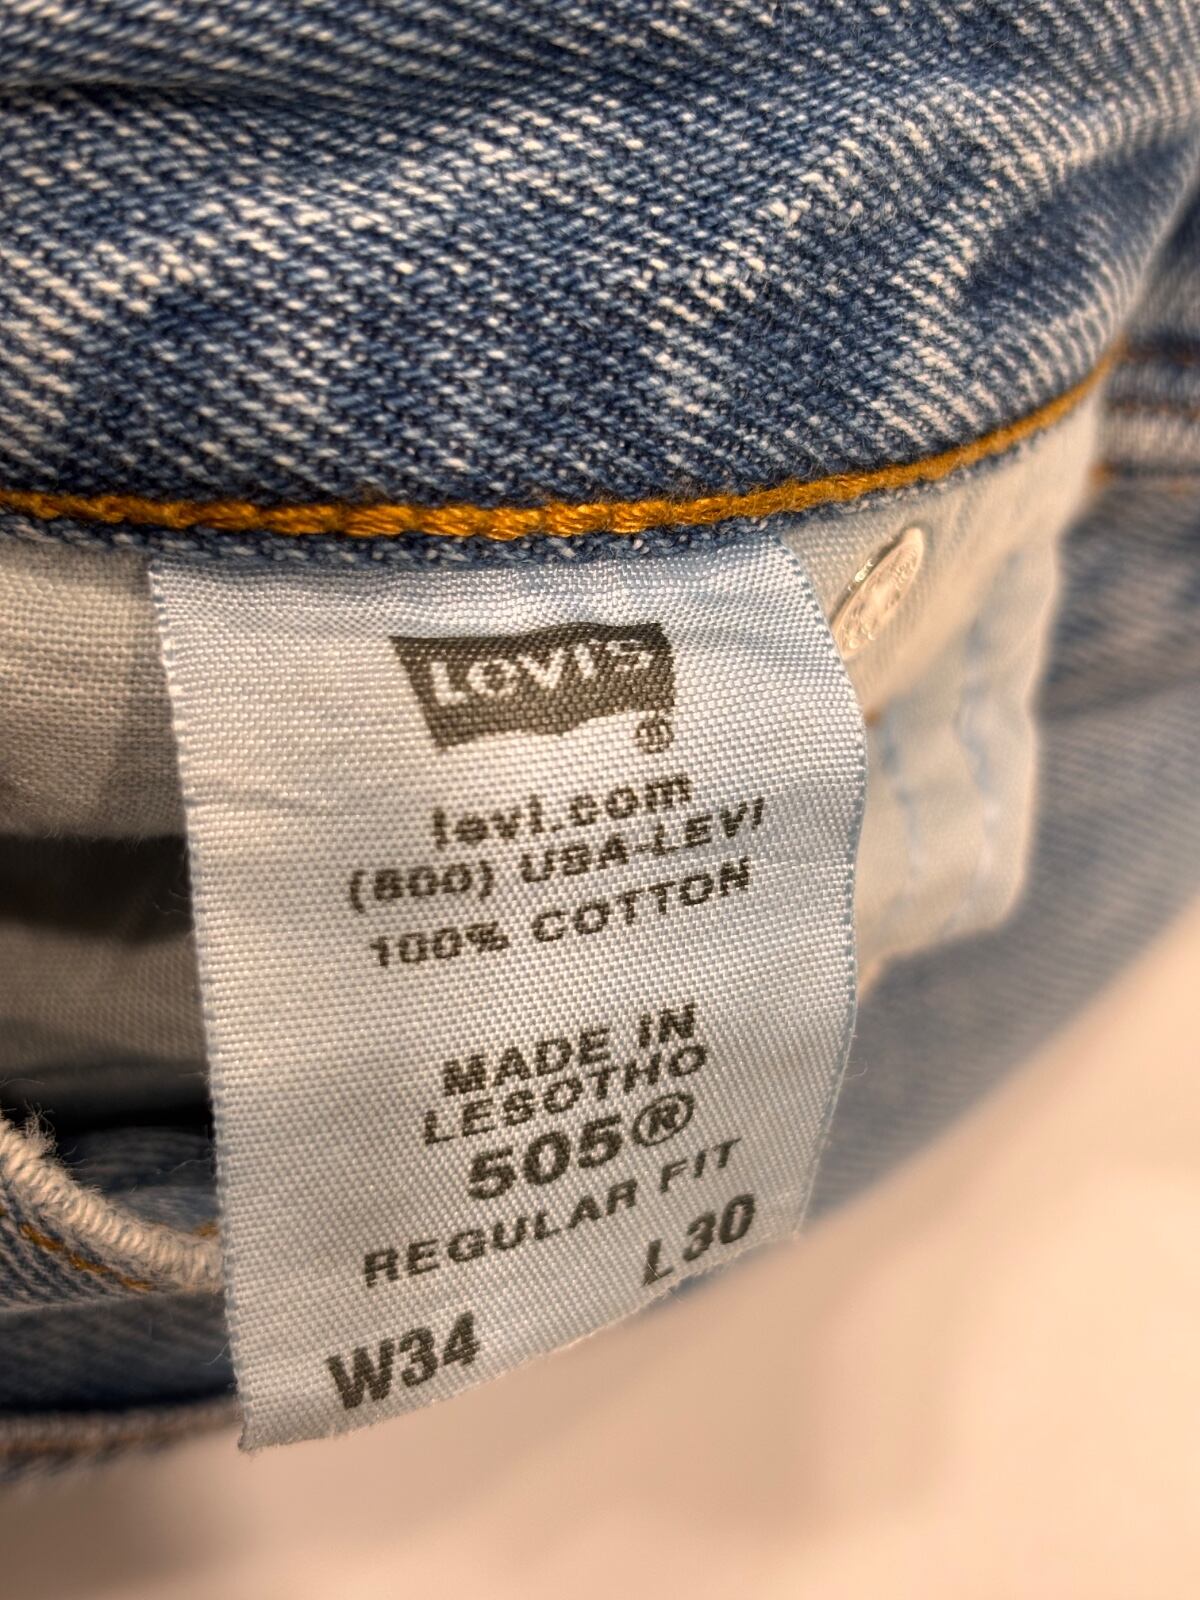 Levi's
®
levi.com
(800) USA-LEVI
100% COTTON
MADE IN
LESOTHO
505®
REGULAR FIT
W34 L30